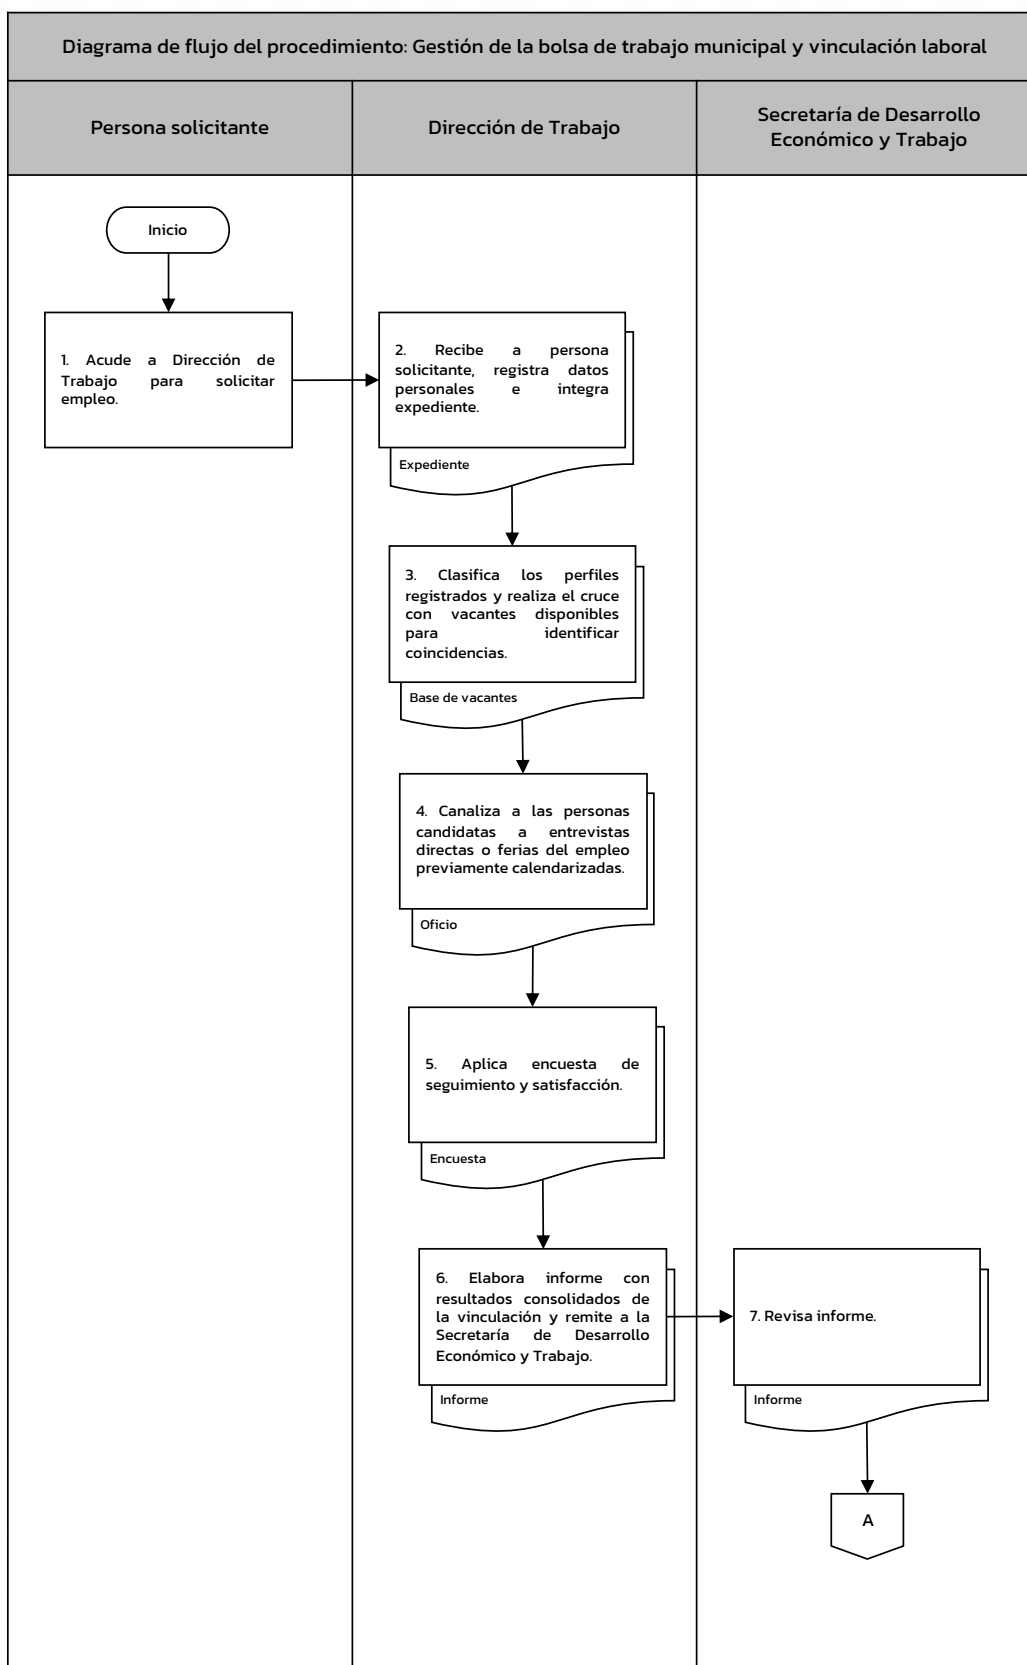 Diagrama de flujo del procedimiento: Gestión de la bolsa de trabajo municipal y vinculación laboral
Persona solicitante
Dirección de Trabajo
Secretaría de Desarrollo
Económico y Trabajo
Inicio
1. Acude a Dirección de
Trabajo para solicitar
empleo.
2. Recibe a persona
solicitante, registra datos
personales e integra
expediente.
Expediente
3. Clasifica los perfiles
registrados y realiza el cruce
con vacantes disponibles
para identificar
coincidencias.
Base de vacantes
4. Canaliza a las personas
candidatas a entrevistas
directas o ferias del empleo
previamente calendarizadas.
Oficio
5. Aplica encuesta de
seguimiento y satisfacción.
Encuesta
6. Elabora informe con
resultados consolidados de
la vinculación y remite a la
Secretaría de Desarrollo
Económico y Trabajo.
Informe
7. Revisa informe.
Informe
A